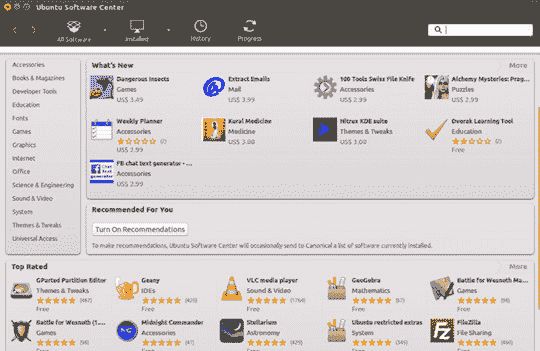 Ubuntu Software Center
All Software
Installed
History
Progress
Accessories
Books & Magazines
Developer Tools
Education
Fonts
Games
Graphics
Internet
Office
Science & Engineering
Sound & Video
System
Themes & Tweaks
Universal Access
What's New
More
Dangerous Insects
Games
US$ 3.49
Extract Emails
Mail
US$ 3.99
100 Tools Swiss File Knife
Accessories
US$ 2.99
Alchemy Mysteries: Prag...
Puzzles
US$ 2.99
Weekly Planner
Accessories
US$ 2.99
Kural Medicine
Medicine
US$ 3.00
Nitrux KDE suite
Themes & Tweaks
US$ 3.00
Dvorak Learning Tool
Education
Free
FB chat text generator - ...
Accessories
US$ 2.99
Recommended For You
Turn On Recommendations
To make recommendations, Ubuntu Software Center will occasionally send to Canonical a list of software currently installed.
Top Rated
More
GParted Partition Editor
Themes & Tweaks
Free
Geany
IDEs
Free
VLC media player
Sound & Video
(1764)
Free
GeoGebra
Mathematics
Free
Battle for Wesnoth Ma...
Games
Free
Battle for Wesnoth (1....
Games
Midnight Commander
Accessories
Stellarium
Astronomy
Ubuntu restricted extras
System
FileZilla
File Sharing